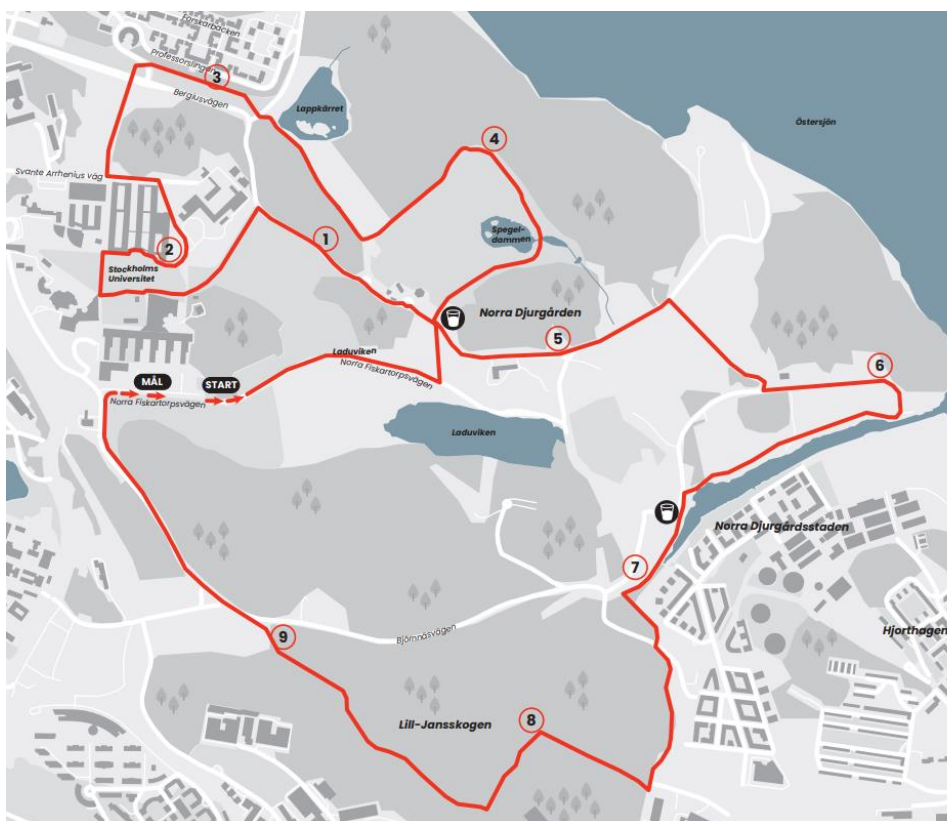 Forskarbacken
Professorslingen
3
Bergiusvägen
Lappkärret
Östersjön
4
Svante Arrhenius väg
Spegel-
dammen
1
2
Stockholms
Universitet
Norra Djurgården
5
Laduviken
Norra Fiskartorpsvägen
6
MÅL
START
Norra Fiskartorpsvägen
Laduviken
Norra Djurgårdsstaden
7
Hjorthagen
9
Björnnäsvägen
Lill-Jansskogen
8